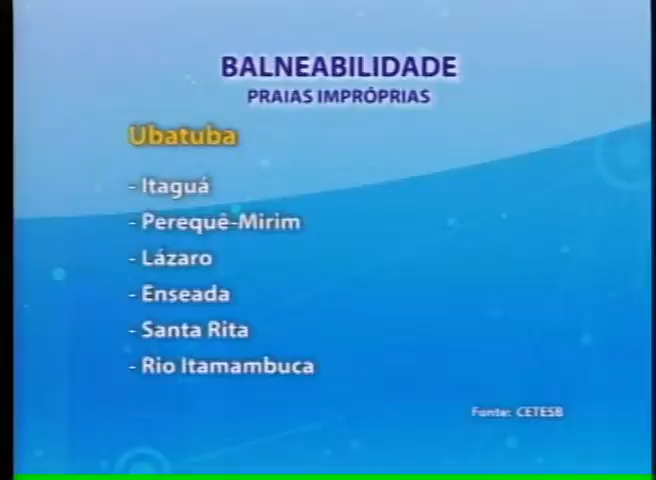 BALNEABILIDADE
PRAIAS IMPRÓPRIAS
Ubatuba
- Itaguá
- Perequê-Mirim
- Lázaro
- Enseada
- Santa Rita
- Rio Itamambuca
Fonte: CETESB